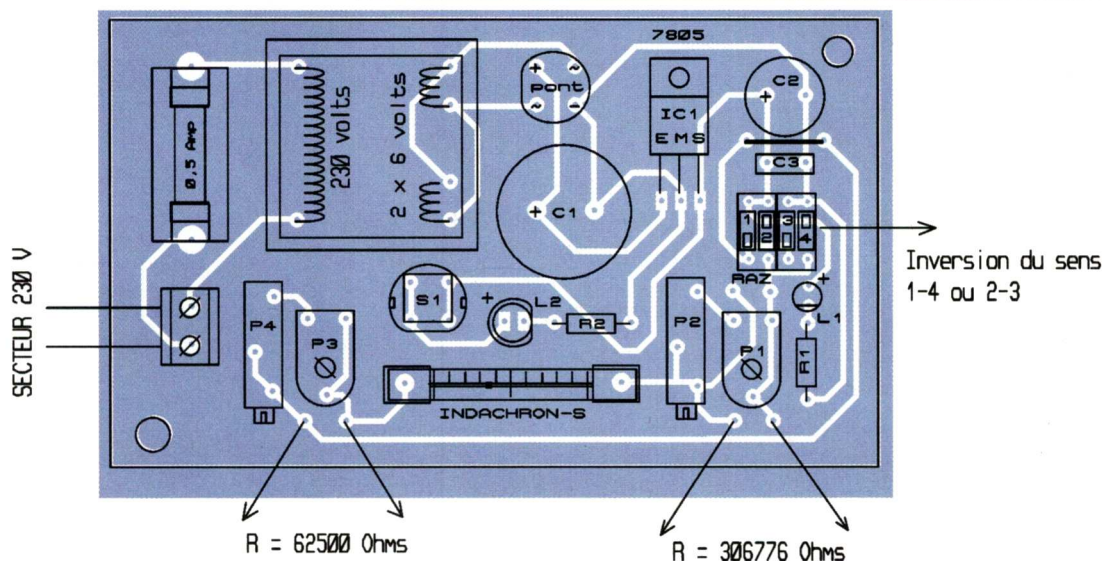 7805
C2
+
+ ~
pont
~ -
IC1
E M S
0,5 Amp
230 volts
2 x 6 volts
C3
+ C1
1 2 3 4
Inversion du sens
1-4 ou 2-3
RAZ
+
SECTEUR 230 V
S1
+
L2
P4
P3
R2
P2
P1
L1
R1
INDACHRON-S
R = 62500 Ohms
R = 306776 Ohms